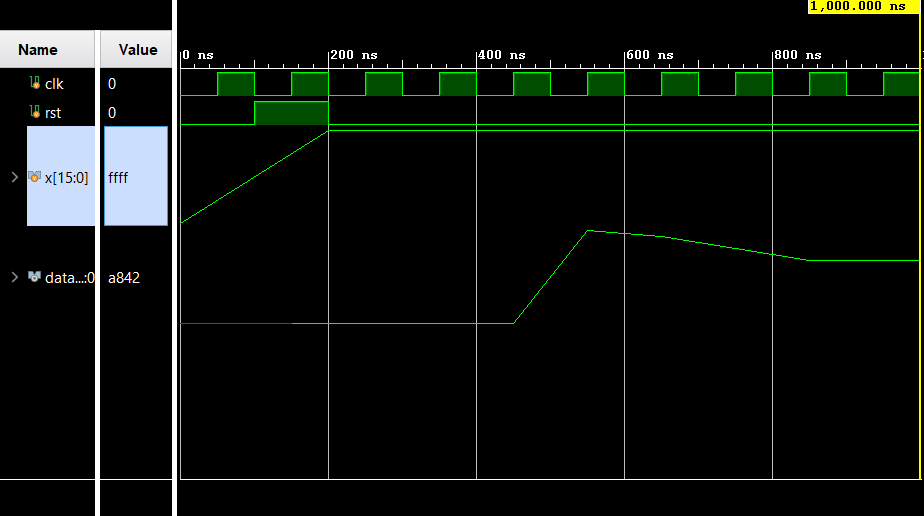 1,000.000 ns
Name Value
0 ns 200 ns 400 ns 600 ns 800 ns
clk 0
rst 0
x[15:0] ffff
data...:0 a842